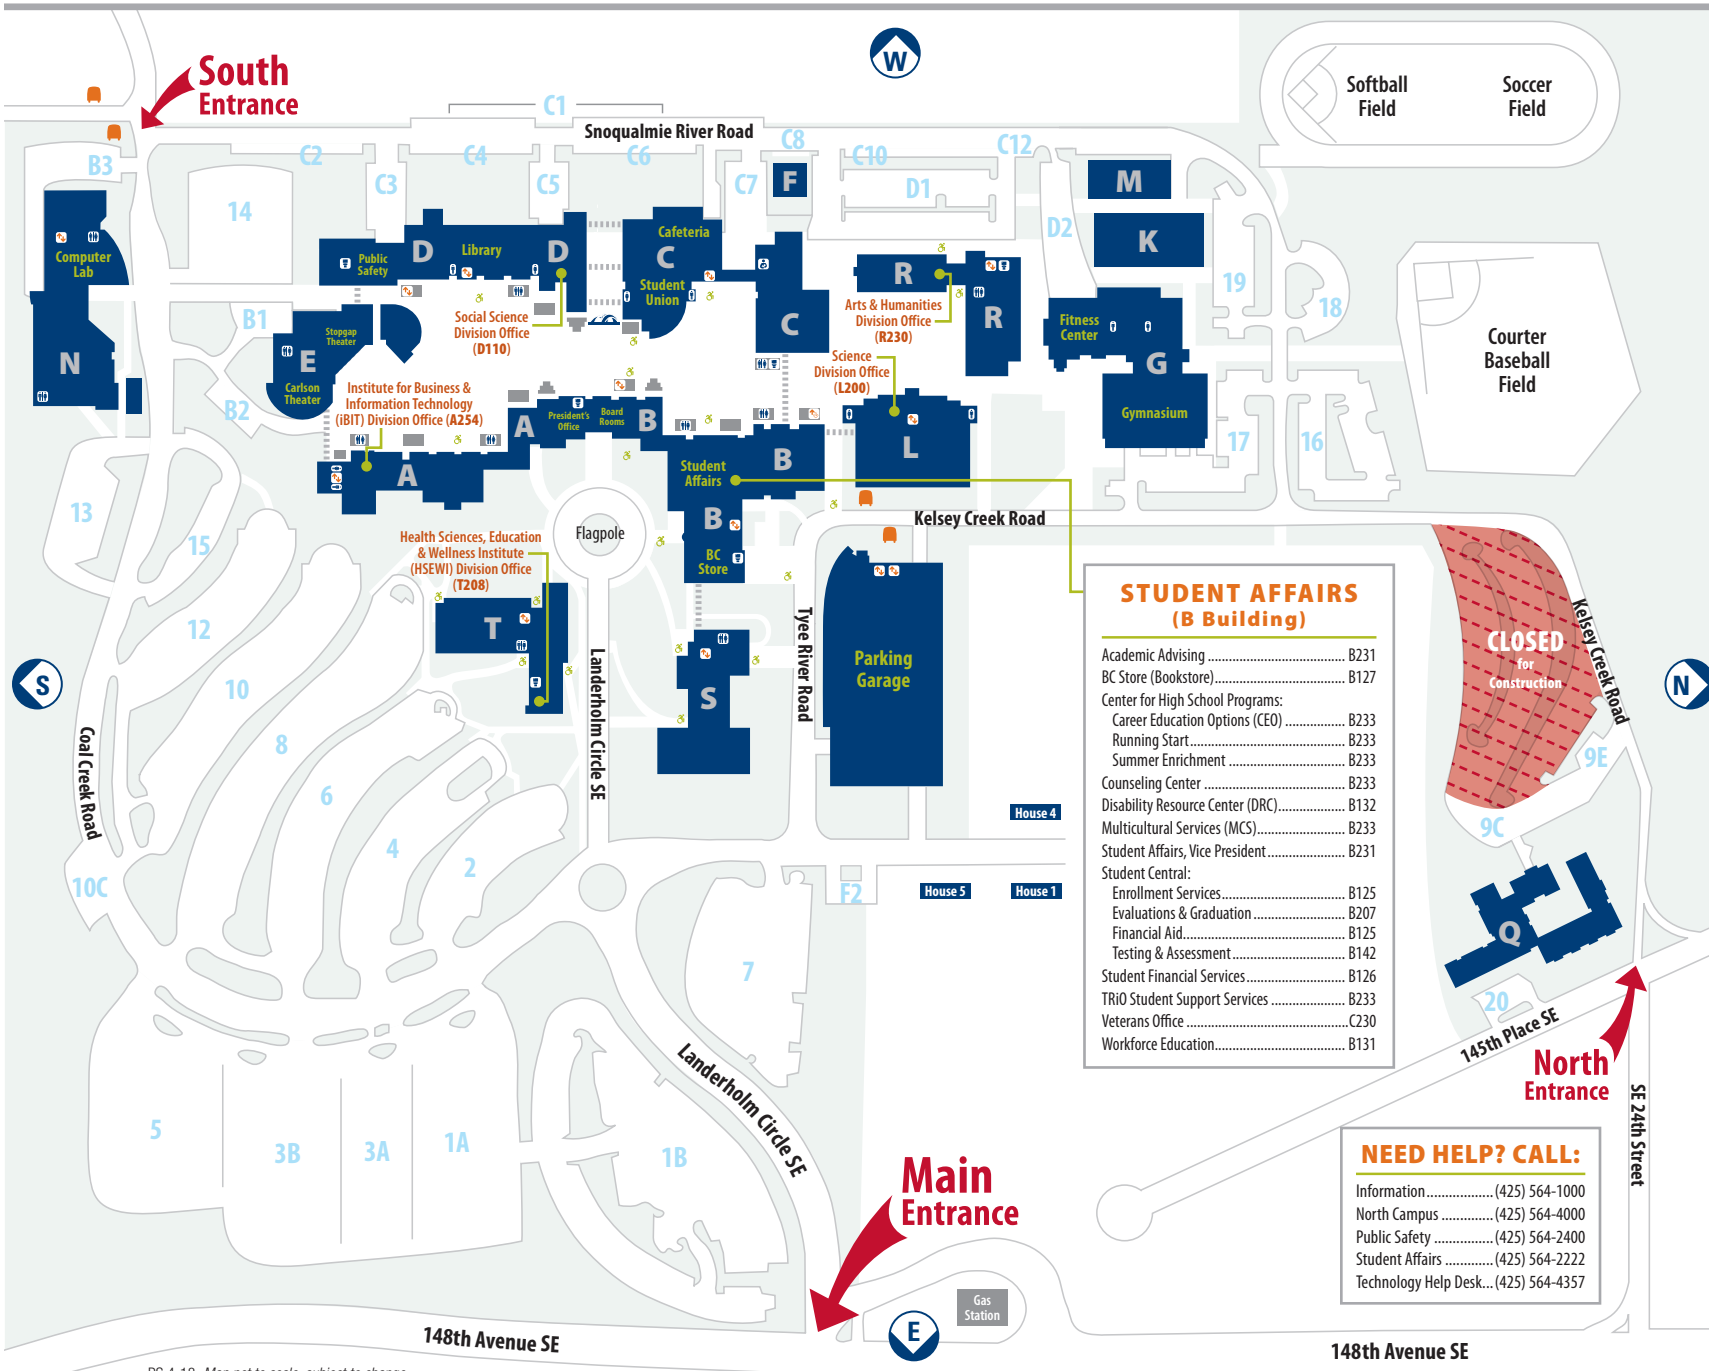 W
South
Entrance
C1
Snoqualmie River Road
Softball
Field
Soccer
Field
B3
C2
C3
C4
C5
C6
C7
C8
C10
C12
D1
D2
14
F
M
K
N
Computer
Lab
Public
Safety
D
Library
D
Cafeteria
C
Student
Union
C
R
R
Arts & Humanities
Division Office
(R230)
Social Science
Division Office
(D110)
Science
Division Office
(L200)
Fitness
Center
G
Gymnasium
19
18
17
16
Courter
Baseball
Field
B1
B2
E
Stopgap
Theater
Carlson
Theater
Institute for Business &
Information Technology
(iBIT) Division Office (A254)
A
A
President's
Office
Board
Rooms
B
B
B
Student
Affairs
BC
Store
L
Kelsey Creek Road
Flagpole
Health Sciences, Education
& Wellness Institute
(HSEWI) Division Office
(T208)
T
S
Parking
Garage
Tyee River Road
Landerholm Circle SE
13
15
12
10
8
6
4
2
S
Coal Creek Road
10C
House 4
House 5
House 1
F2
7
STUDENT AFFAIRS
(B Building)
Academic Advising ........ B231
BC Store (Bookstore) ........ B127
Center for High School Programs:
Career Education Options (CEO) ........ B233
Running Start ........ B233
Summer Enrichment ........ B233
Counseling Center ........ B233
Disability Resource Center (DRC) ........ B132
Multicultural Services (MCS) ........ B233
Student Affairs, Vice President ........ B231
Student Central:
Enrollment Services ........ B125
Evaluations & Graduation ........ B207
Financial Aid ........ B125
Testing & Assessment ........ B142
Student Financial Services ........ B126
TRiO Student Support Services ........ B233
Veterans Office ........ C230
Workforce Education ........ B131
CLOSED
for
Construction
Kelsey Creek Road
N
9E
9C
Q
20
145th Place SE
North
Entrance
SE 24th Street
5
3B
3A
1A
1B
Landerholm Circle SE
Main
Entrance
NEED HELP? CALL:
Information ........ (425) 564-1000
North Campus ........ (425) 564-4000
Public Safety ........ (425) 564-2400
Student Affairs ........ (425) 564-2222
Technology Help Desk ... (425) 564-4357
Gas
Station
E
148th Avenue SE
148th Avenue SE